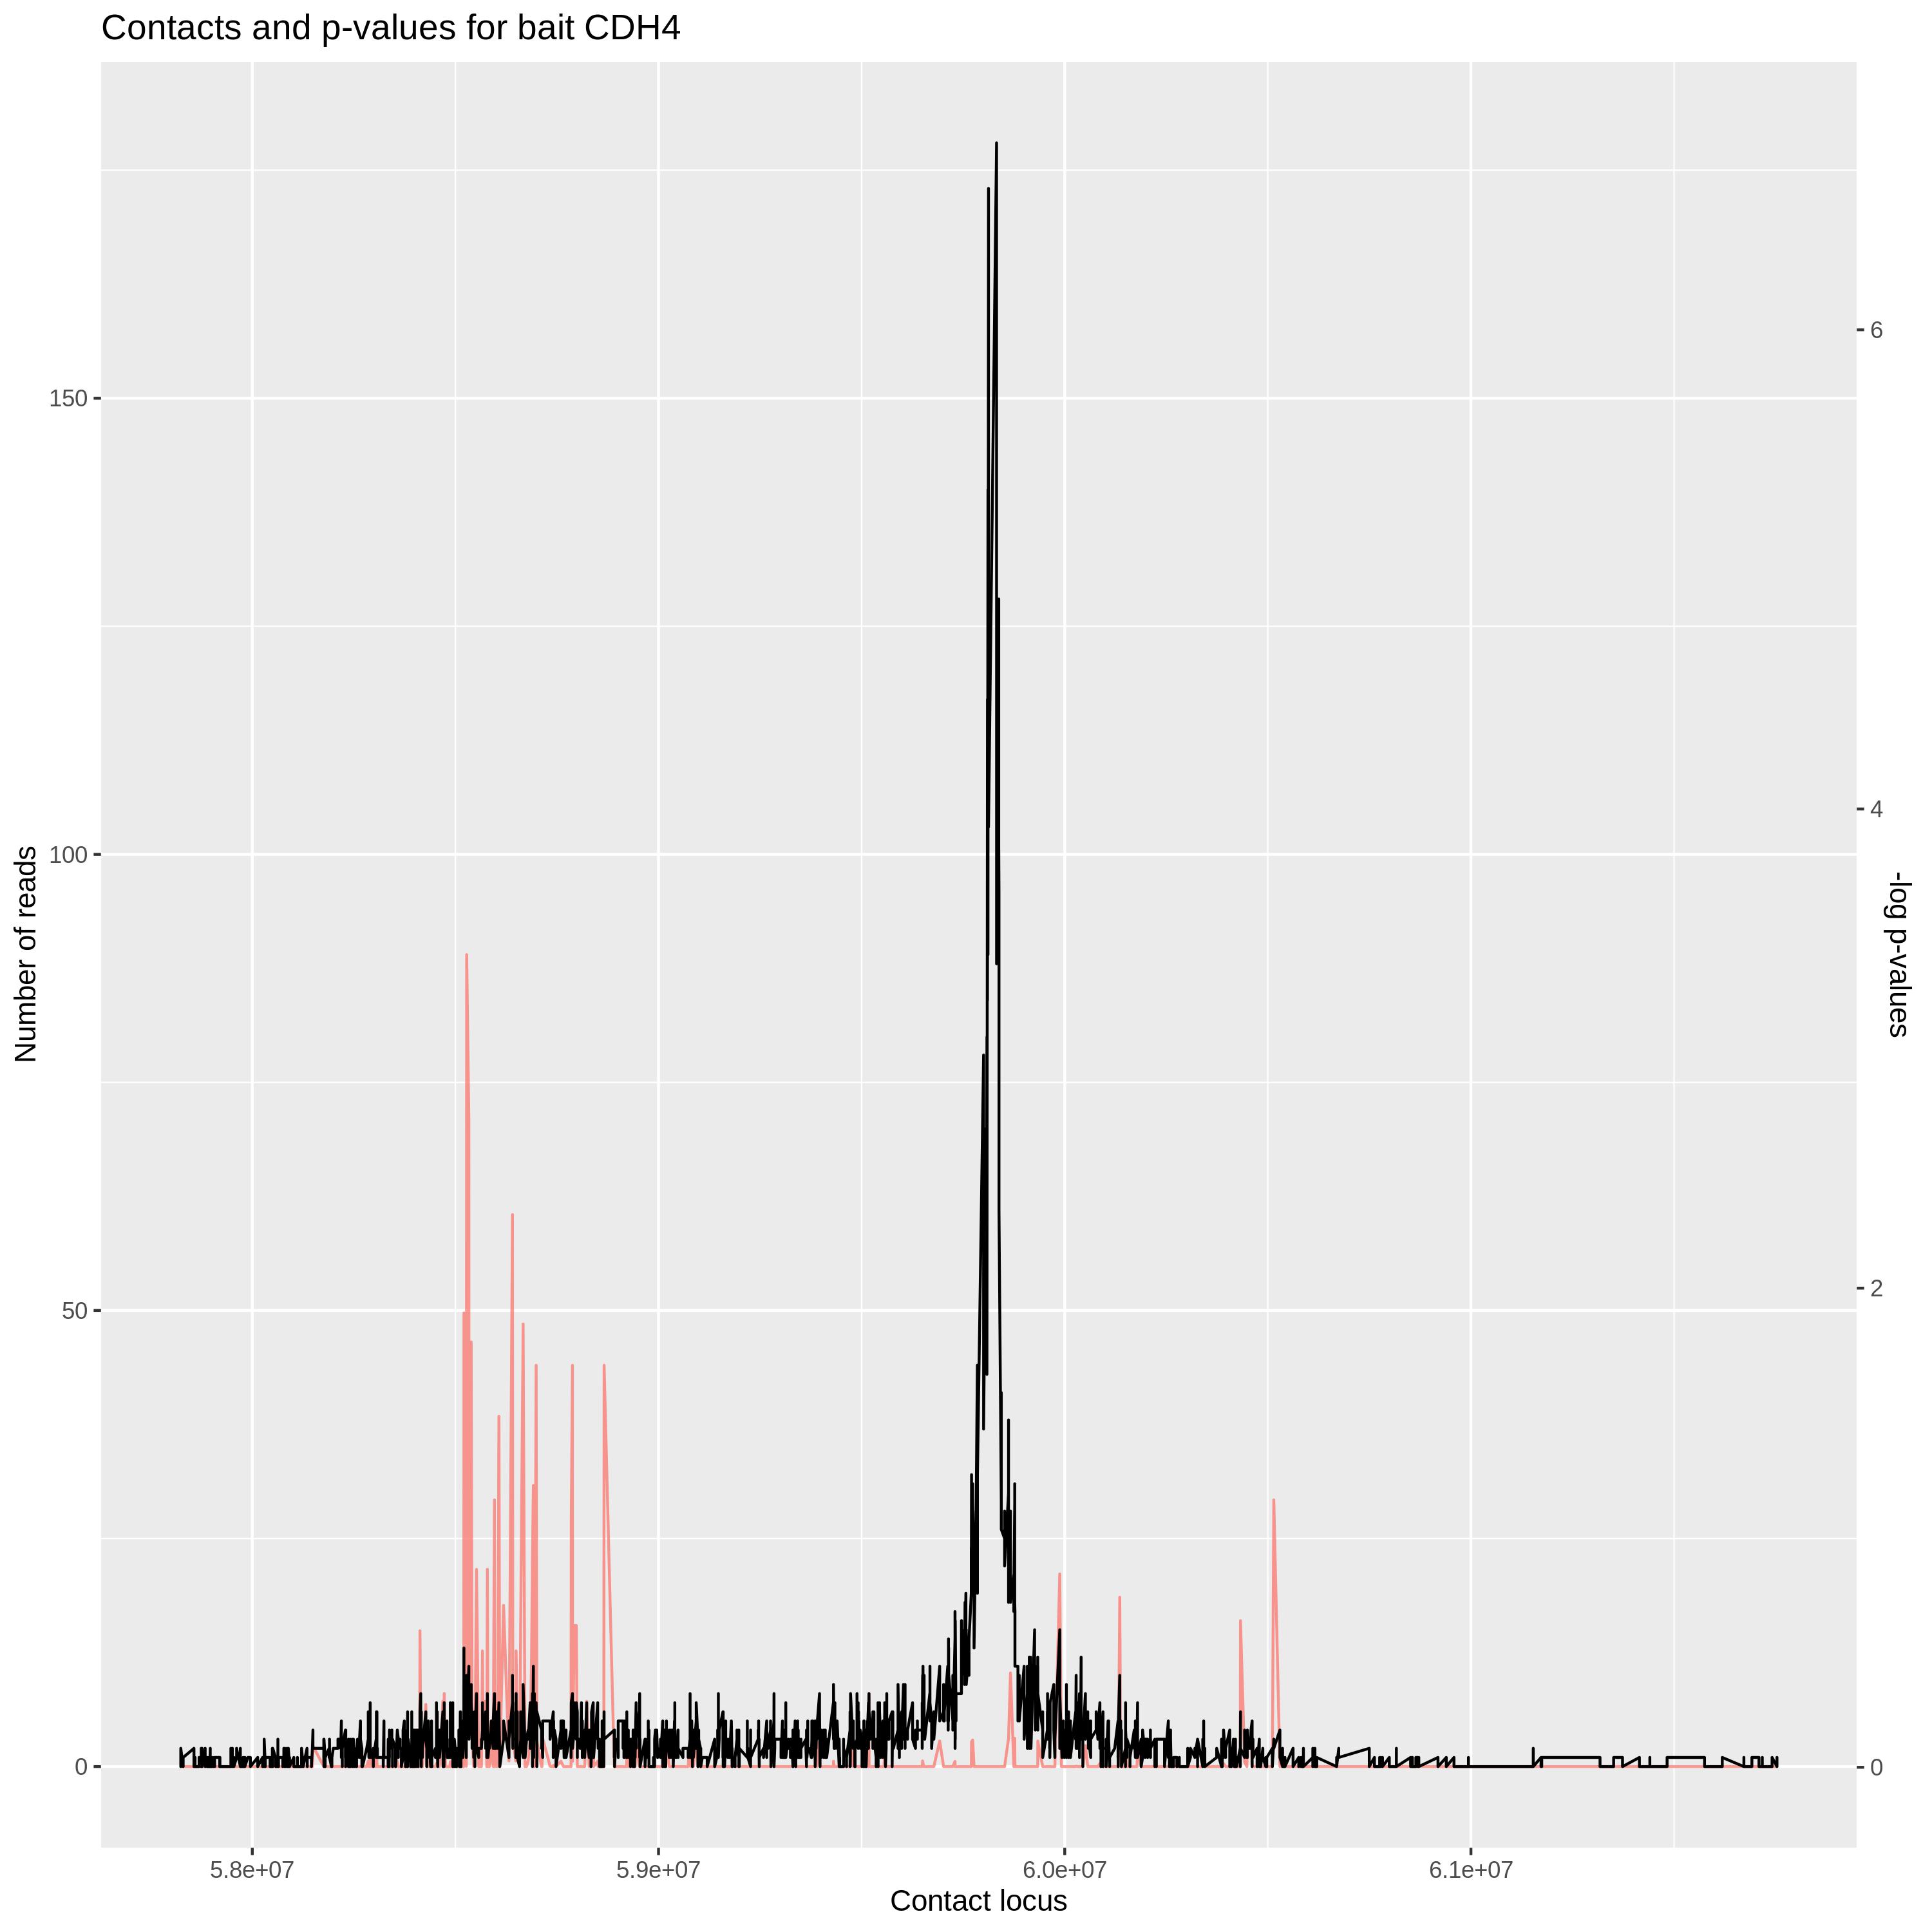 Contacts and p-values for bait CDH4
Number of reads
150
100
50
0
6
4
2
0
-log p-values
5.8e+07 5.9e+07 6.0e+07 6.1e+07
Contact locus